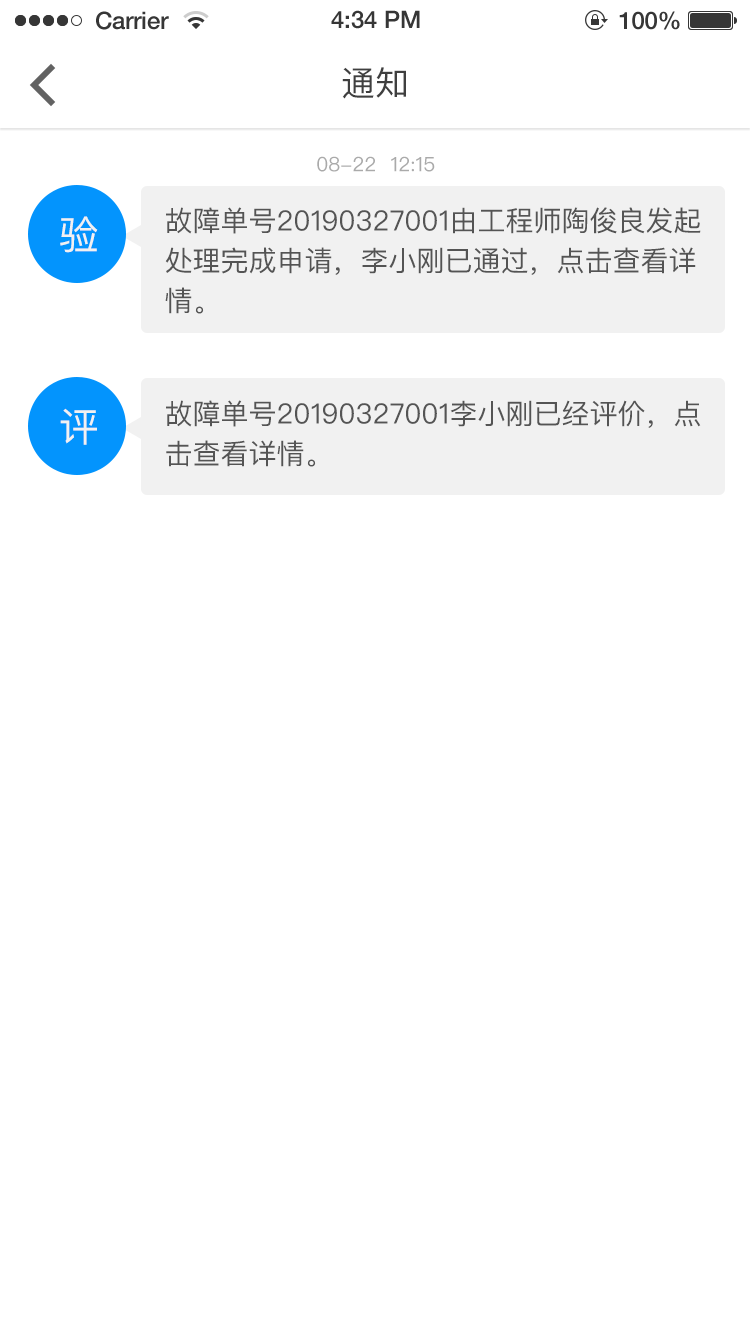 Carrier 4:34 PM 100%
通知
08-22 12:15
验
故障单号20190327001由工程师陶俊良发起
处理完成申请，李小刚已通过，点击查看详
情。
评
故障单号20190327001李小刚已经评价，点
击查看详情。